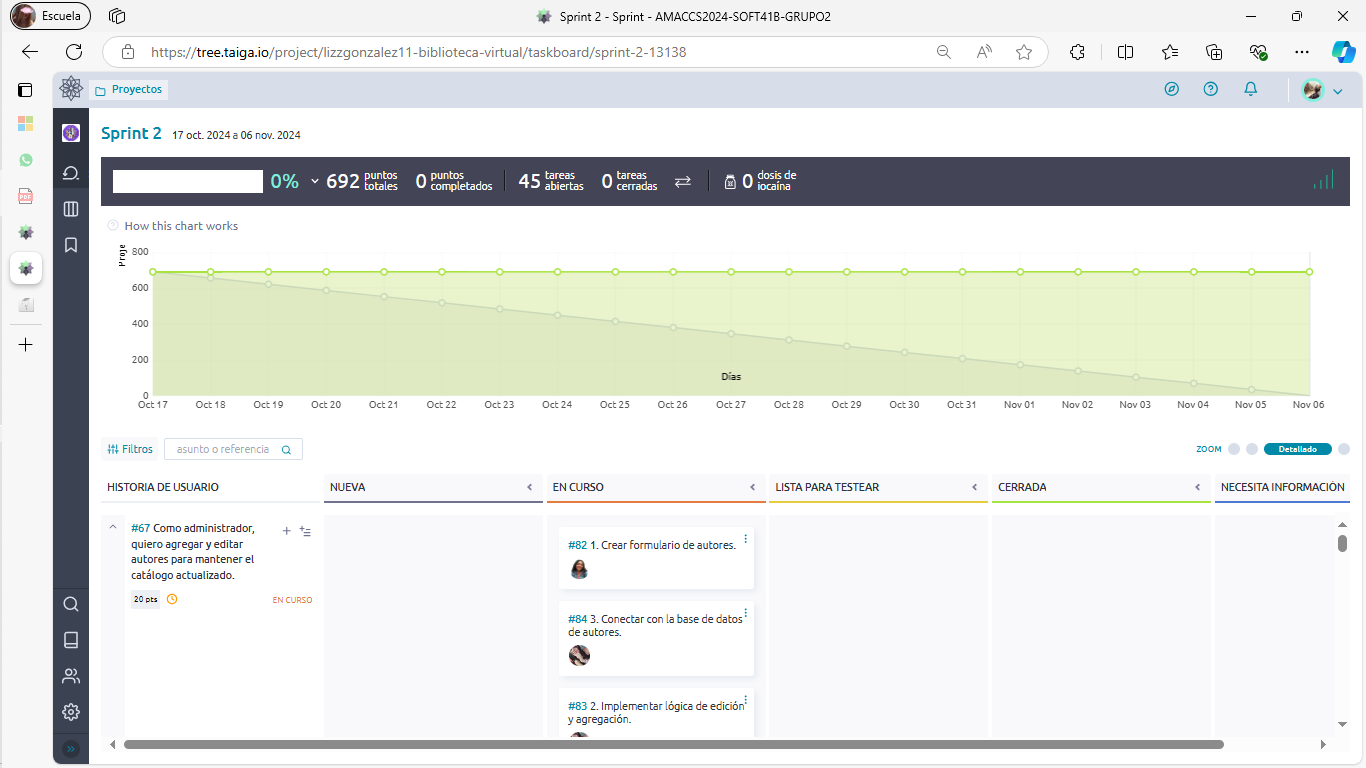 Escuela
Sprint 2 - Sprint - AMACCS2024-SOFT41B-GRUPO2
https://tree.taiga.io/project/lizzgonzalez11-biblioteca-virtual/taskboard/sprint-2-13138
Proyectos
Sprint 2 17 oct. 2024 a 06 nov. 2024
0% 692 puntos totales 0 puntos completados 45 tareas abiertas 0 tareas cerradas 0 dosis de iocaína
How this chart works
Proje
800
600
400
200
0
Días
Oct 17 Oct 18 Oct 19 Oct 20 Oct 21 Oct 22 Oct 23 Oct 24 Oct 25 Oct 26 Oct 27 Oct 28 Oct 29 Oct 30 Oct 31 Nov 01 Nov 02 Nov 03 Nov 04 Nov 05 Nov 06
Filtros asunto o referencia ZOOM Detallado
HISTORIA DE USUARIO NUEVA EN CURSO LISTA PARA TESTEAR CERRADA NECESITA INFORMACIÓN
#67 Como administrador,
quiero agregar y editar
autores para mantener el
catálogo actualizado.
20 pts EN CURSO
#82 1. Crear formulario de autores.
#84 3. Conectar con la base de datos
de autores.
#83 2. Implementar lógica de edición
y agregación.